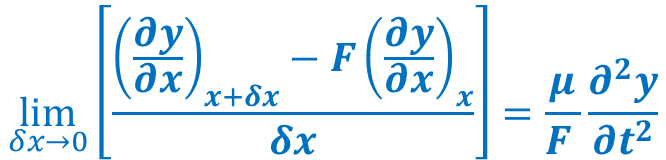 lim_{δx→0} [ ( (∂y/∂x)_{x+δx} − F (∂y/∂x)_x ) / δx ] = (μ/F) (∂²y/∂t²)